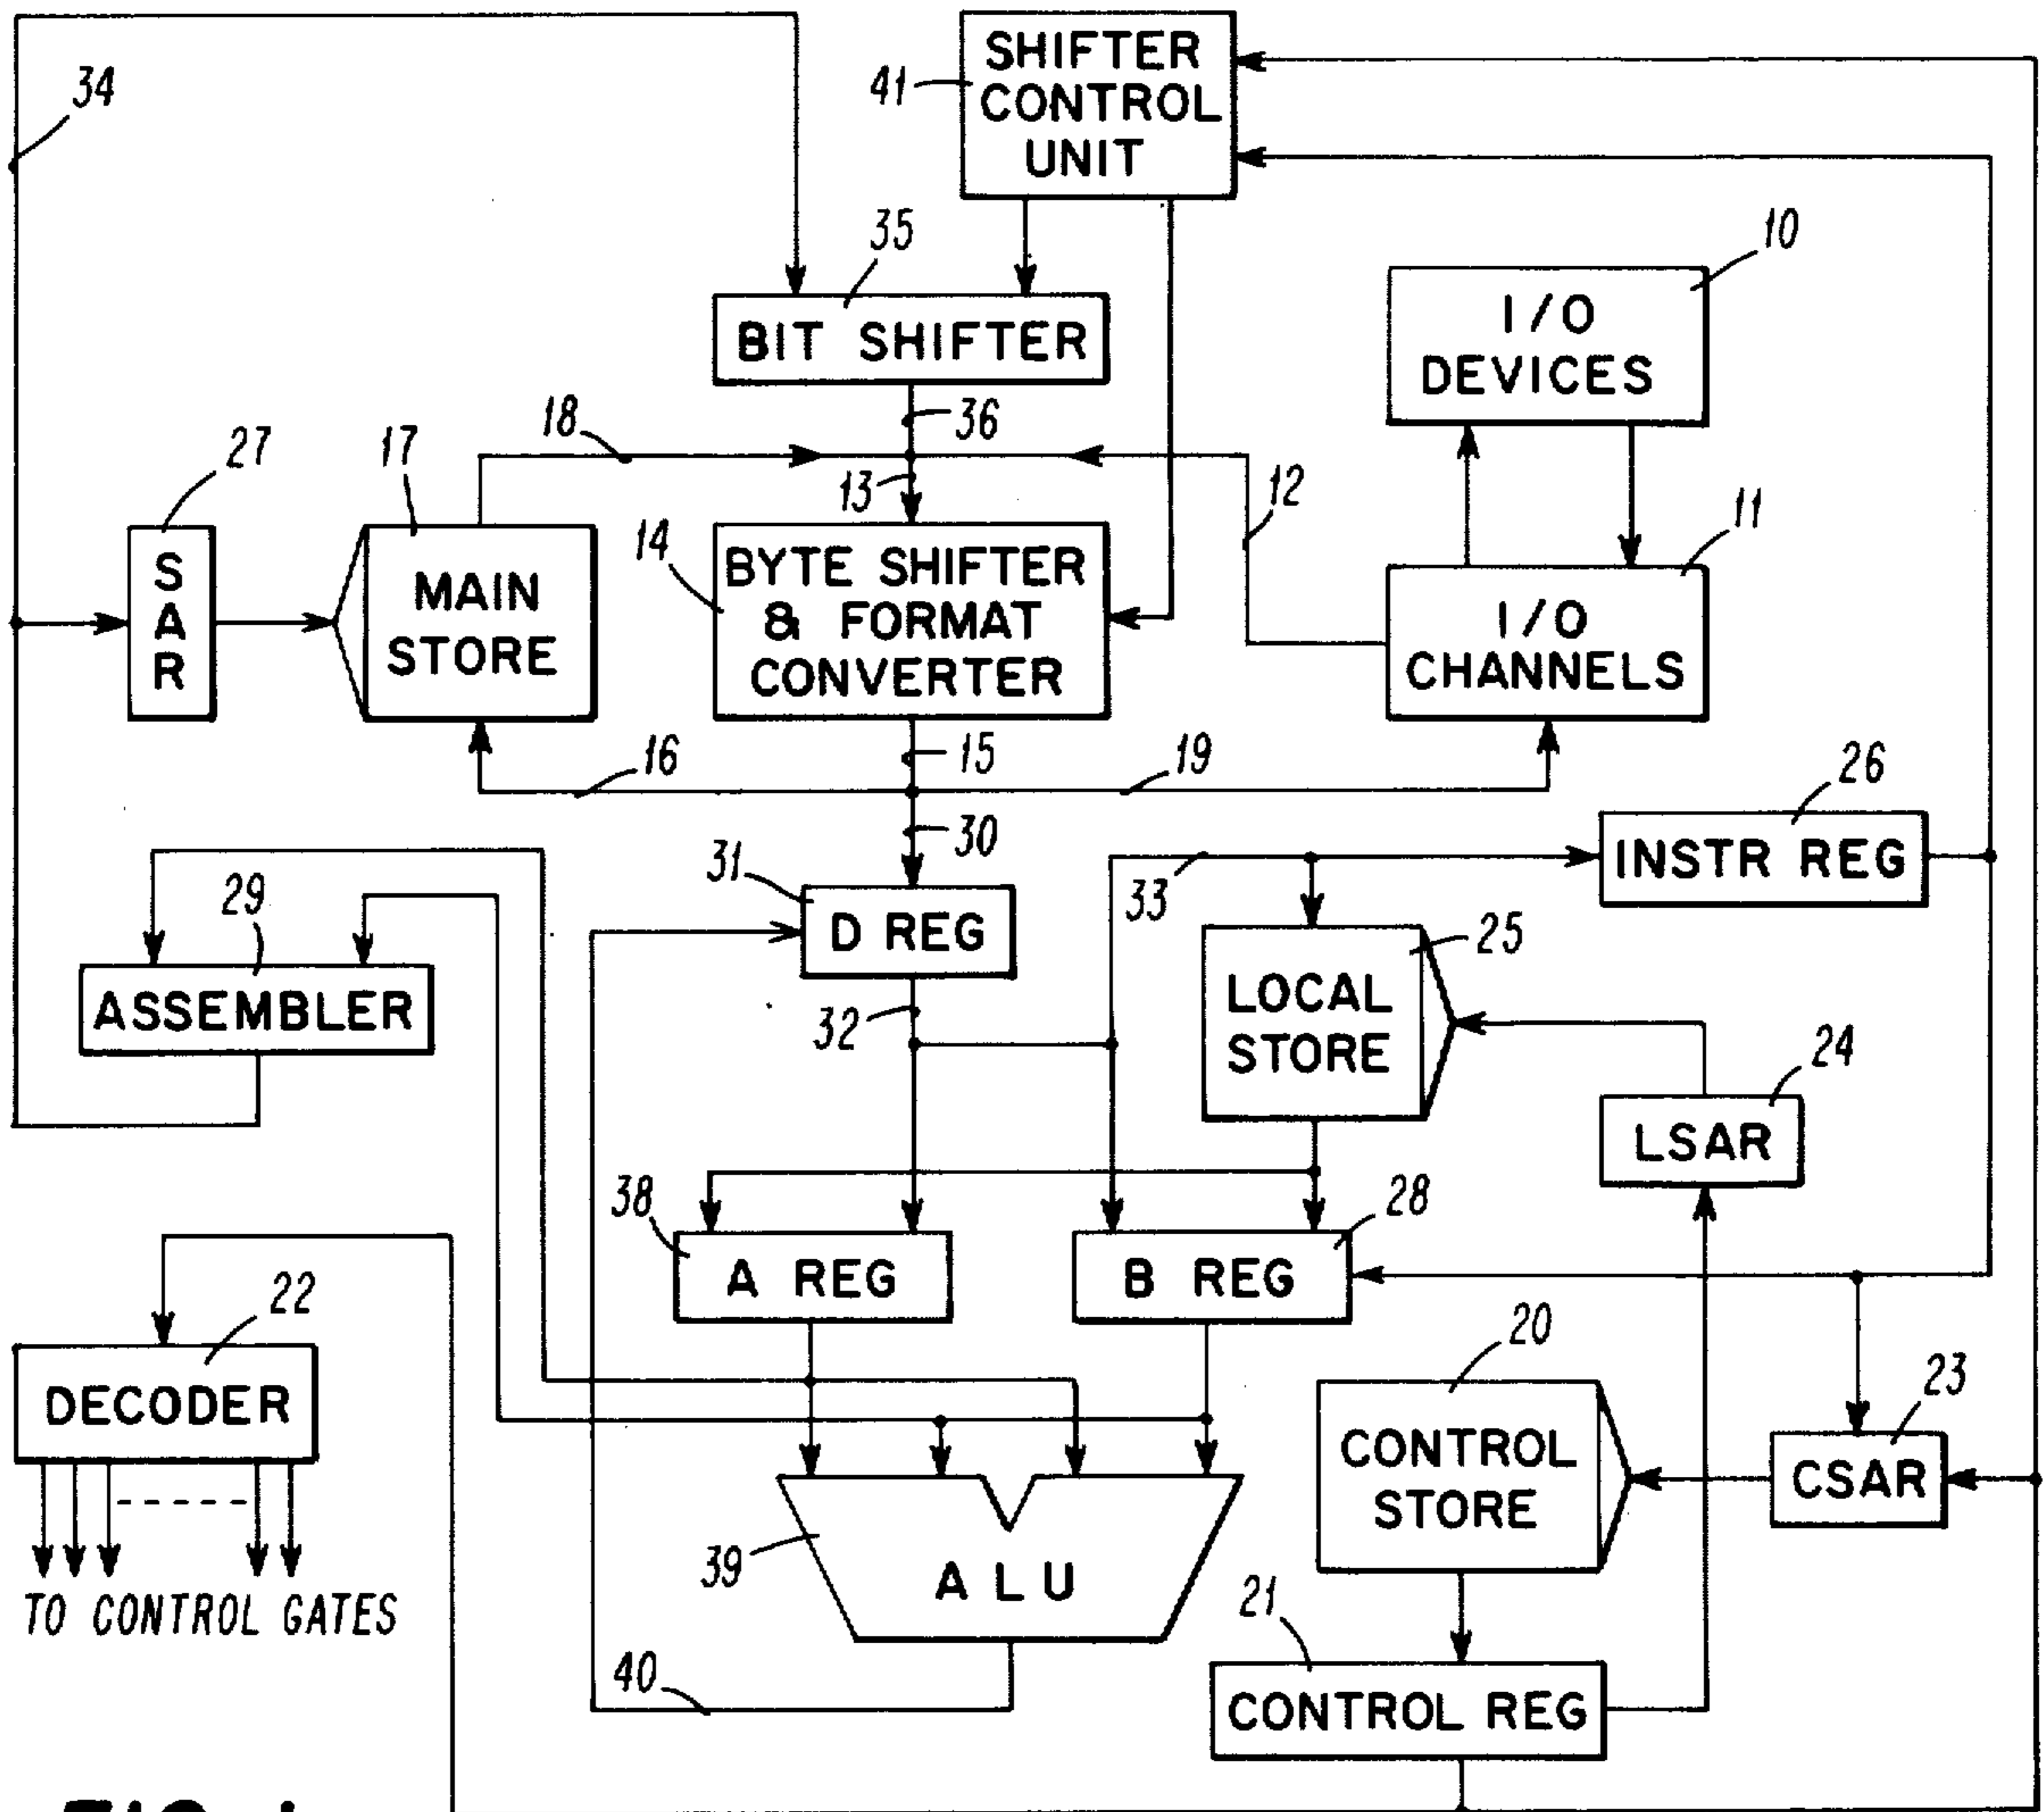 34
41
SHIFTER
CONTROL
UNIT
35
BIT SHIFTER
10
I/O
DEVICES
36
18
27
17
13
12
11
S
A
R
MAIN
STORE
14
BYTE SHIFTER
& FORMAT
CONVERTER
I/O
CHANNELS
16
15
19
26
INSTR REG
30
31
D REG
33
29
ASSEMBLER
32
25
LOCAL
STORE
24
LSAR
38
A REG
28
B REG
22
DECODER
TO CONTROL GATES
20
CONTROL
STORE
23
CSAR
39
ALU
21
CONTROL REG
40